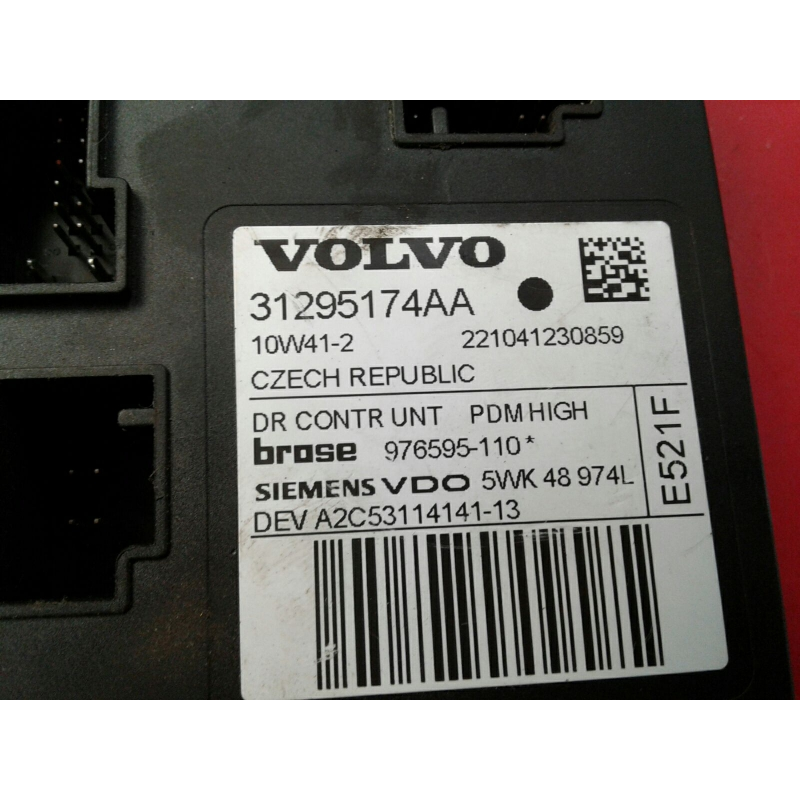 VOLVO
31295174AA
10W41-2 221041230859
CZECH REPUBLIC
DR CONTR UNT PDM HIGH
brose 976595-110*
SIEMENS VDO 5WK 48 974L
DEV A2C53114141-13
E521F